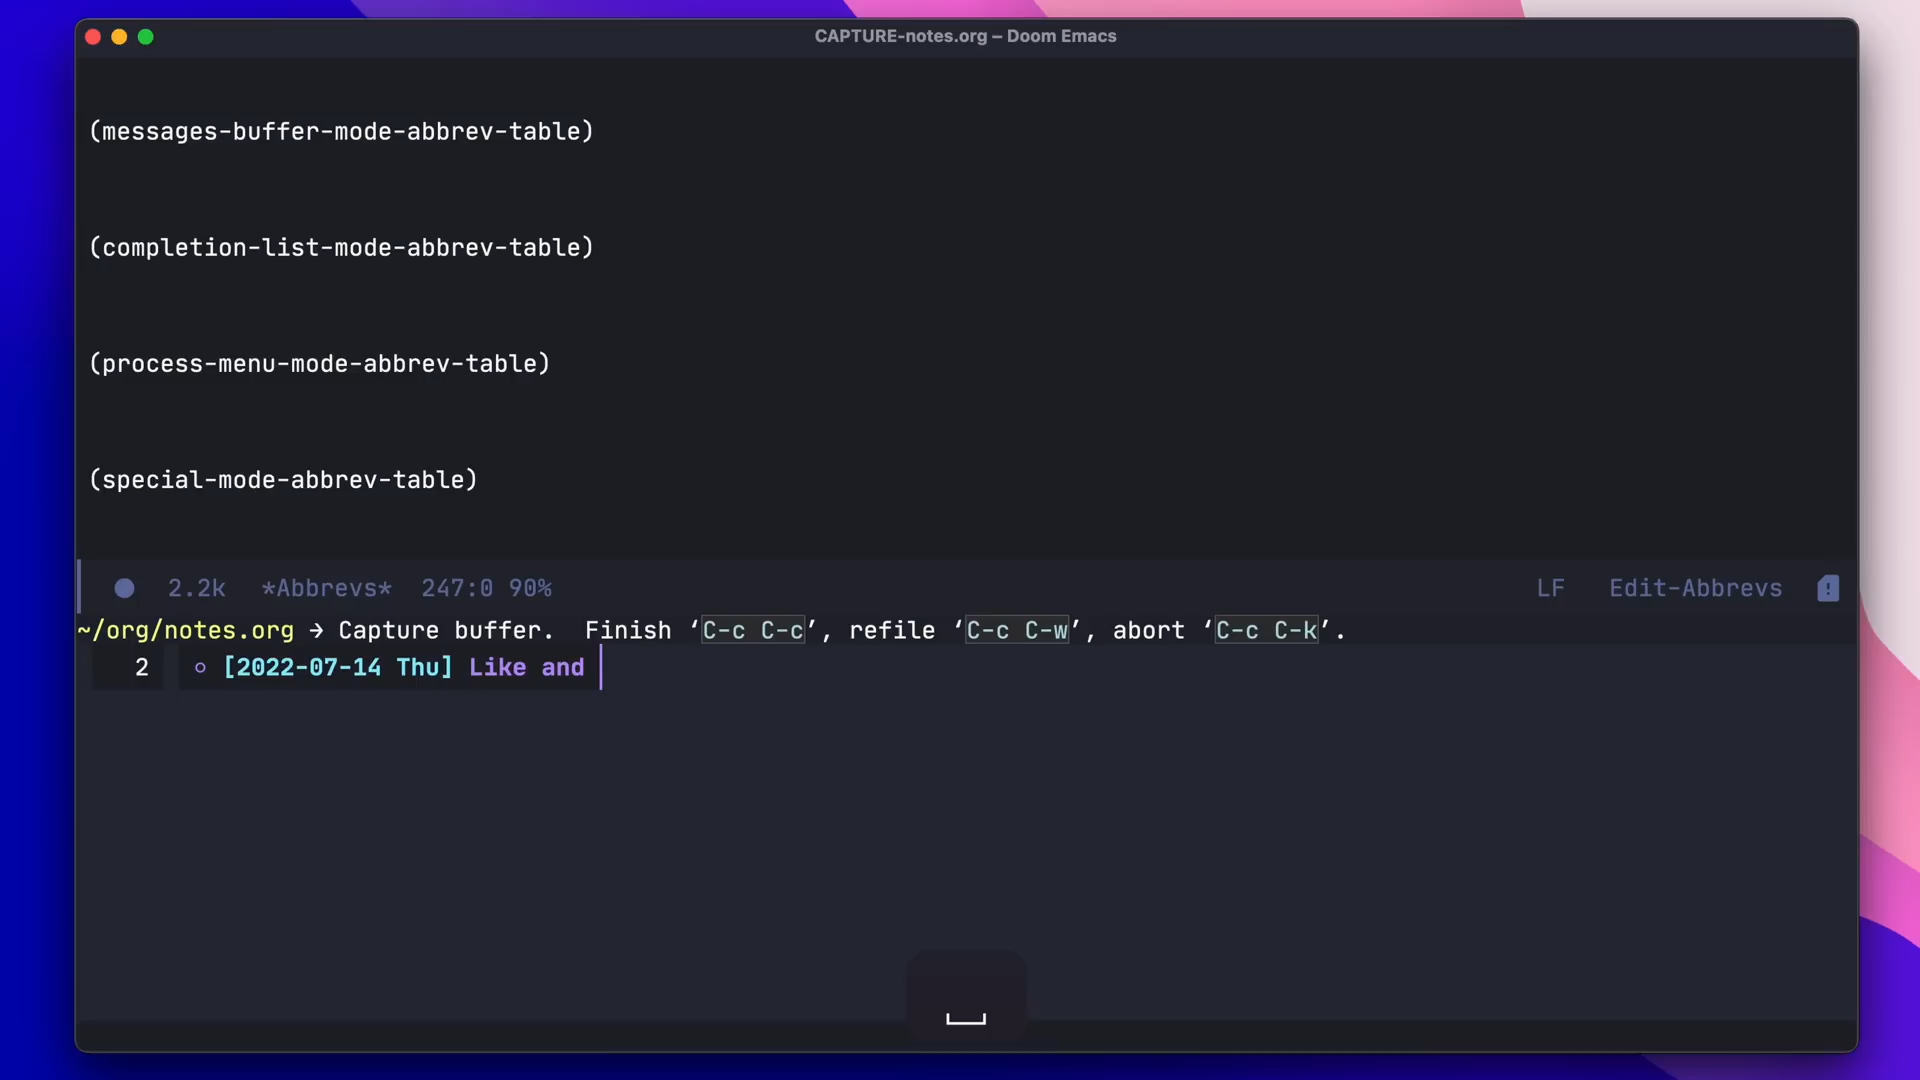 CAPTURE-notes.org – Doom Emacs
(messages-buffer-mode-abbrev-table)
(completion-list-mode-abbrev-table)
(process-menu-mode-abbrev-table)
(special-mode-abbrev-table)
2.2k *Abbrevs* 247:0 90% LF Edit-Abbrevs
~/org/notes.org → Capture buffer.  Finish ‘C-c C-c’, refile ‘C-c C-w’, abort ‘C-c C-k’.
2 ○ [2022-07-14 Thu] Like and